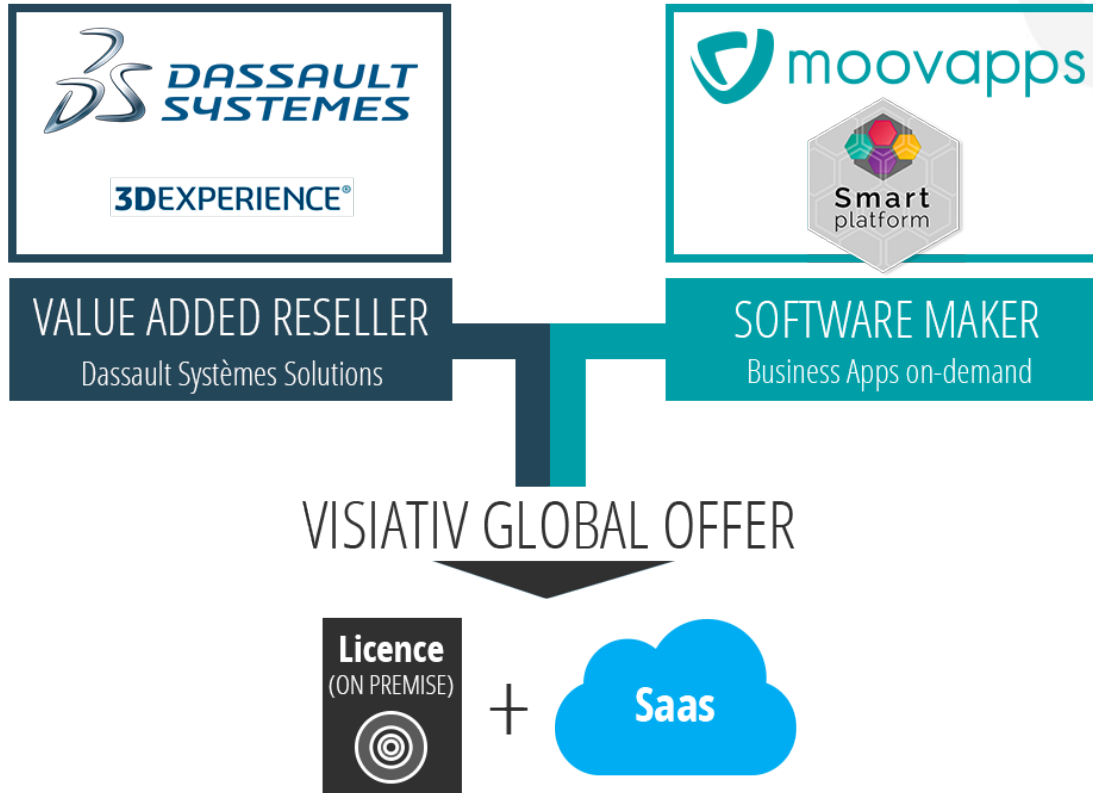 DASSAULT
SYSTEMES
3DEXPERIENCE®
VALUE ADDED RESELLER
Dassault Systèmes Solutions
moovapps
Smart
platform
SOFTWARE MAKER
Business Apps on-demand
VISIATIV GLOBAL OFFER
Licence
(ON PREMISE)
+
Saas